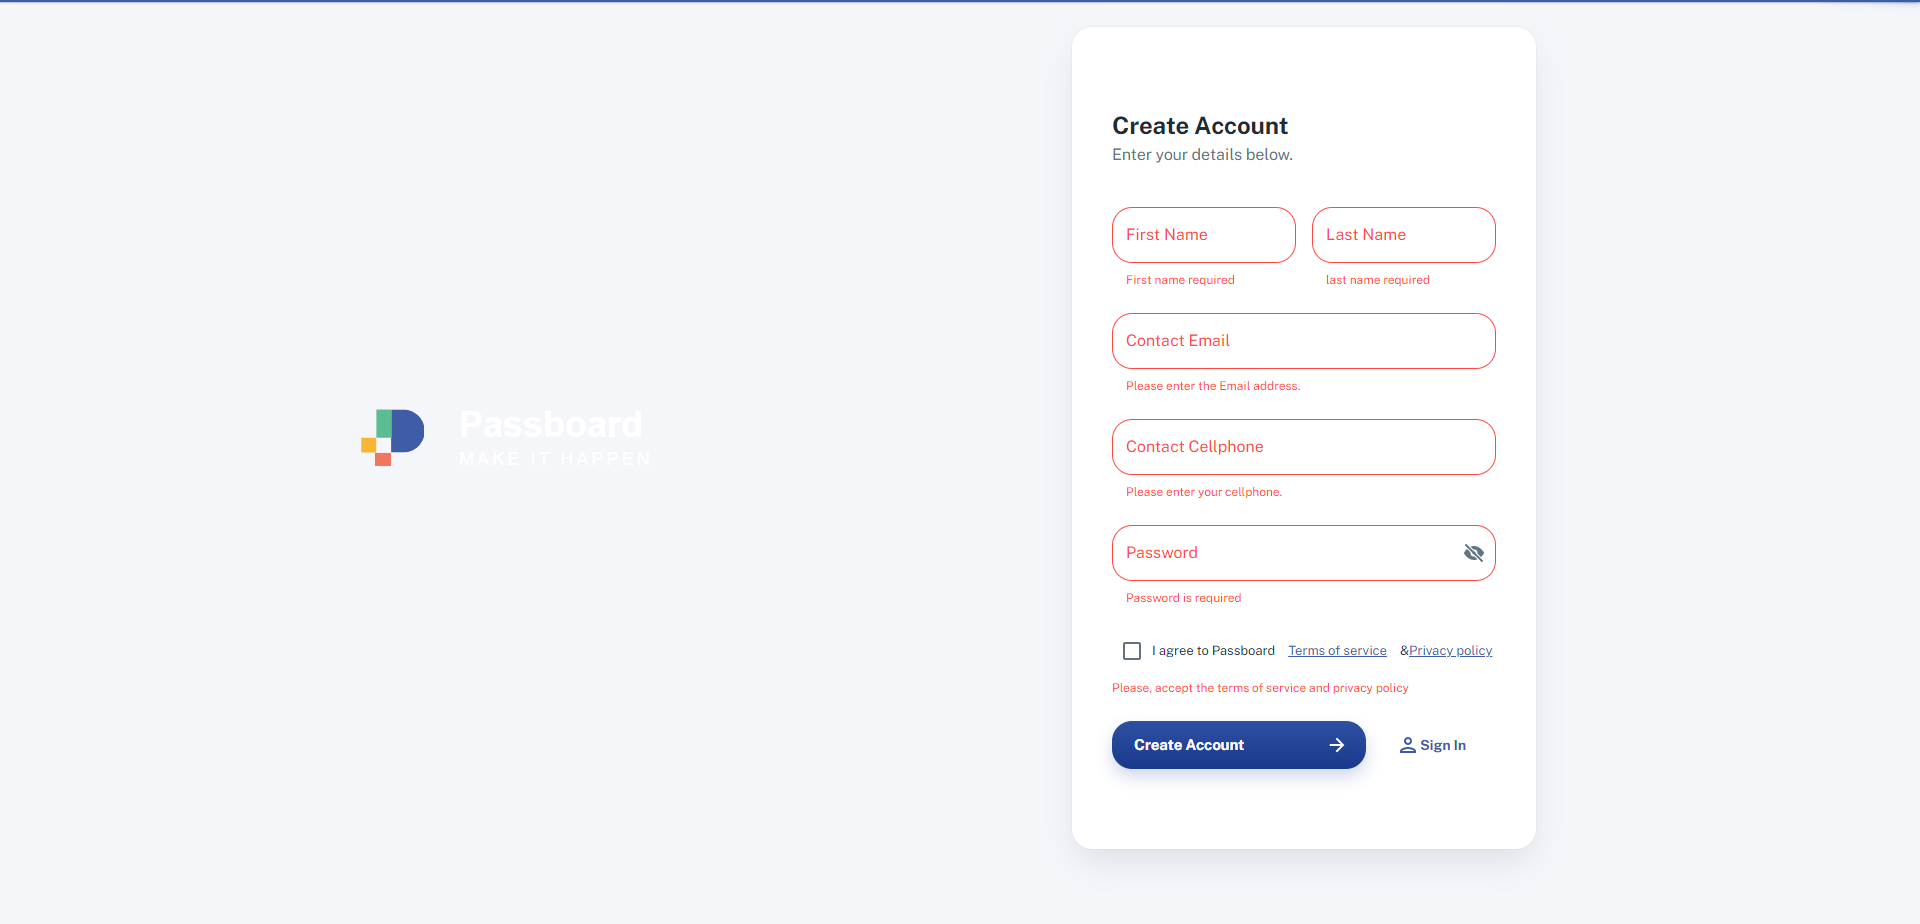 Passboard
MAKE IT HAPPEN
Create Account
Enter your details below.
First Name
Last Name
First name required
last name required
Contact Email
Please enter the Email address.
Contact Cellphone
Please enter your cellphone.
Password
Password is required
I agree to Passboard Terms of service &Privacy policy
Please, accept the terms of service and privacy policy
Create Account
Sign In